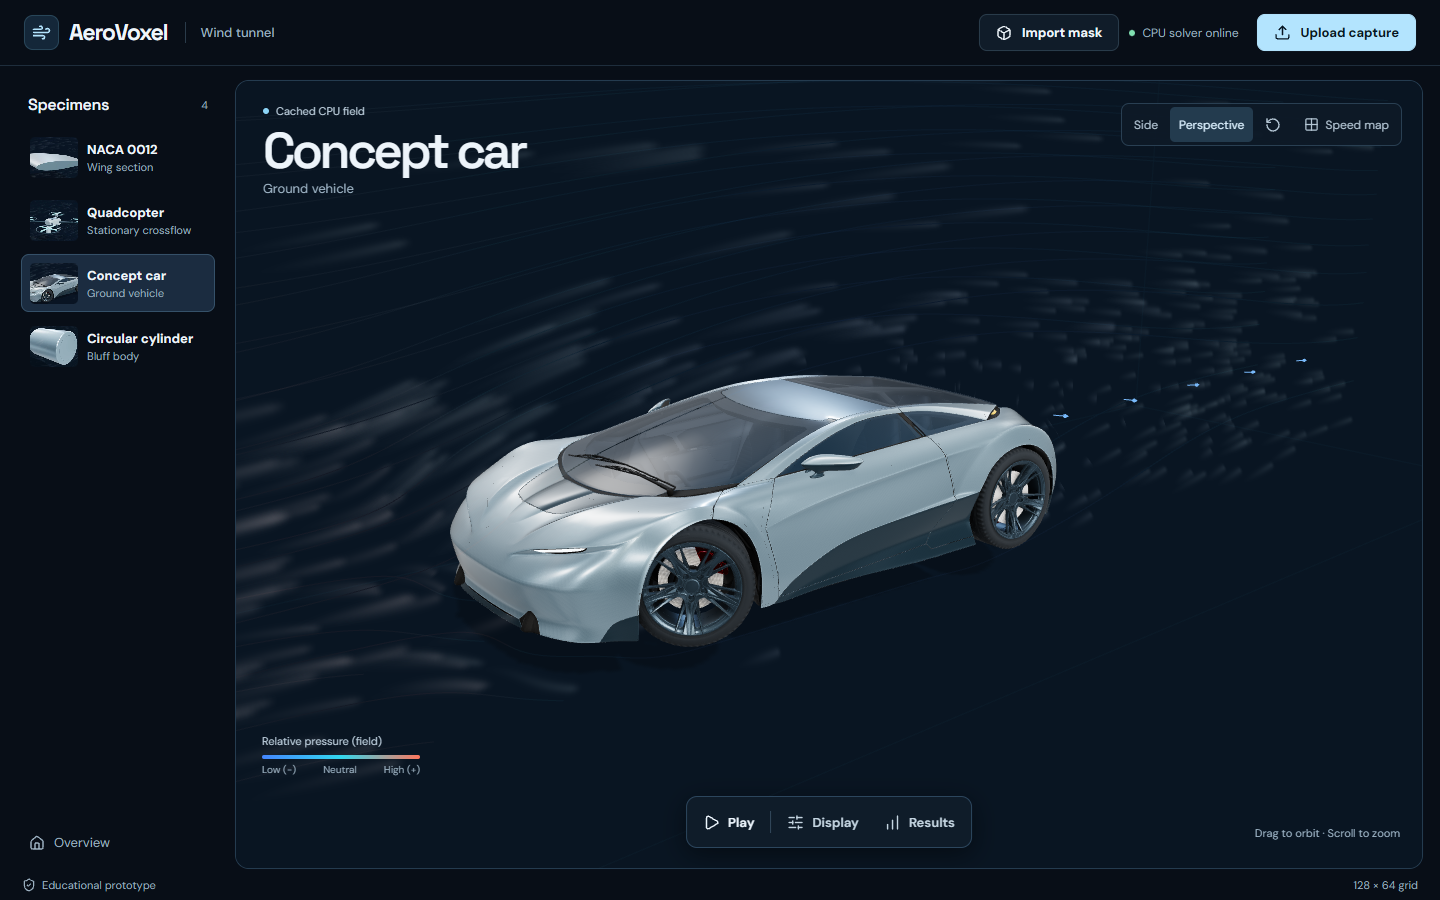 AeroVoxel
Wind tunnel
Import mask
CPU solver online
Upload capture
Specimens
4
NACA 0012
Wing section
Quadcopter
Stationary crossflow
Concept car
Ground vehicle
Circular cylinder
Bluff body
Overview
Educational prototype
Cached CPU field
Concept car
Ground vehicle
Side
Perspective
Speed map
Relative pressure (field)
Low (−)
Neutral
High (+)
Play
Display
Results
Drag to orbit · Scroll to zoom
128 × 64 grid